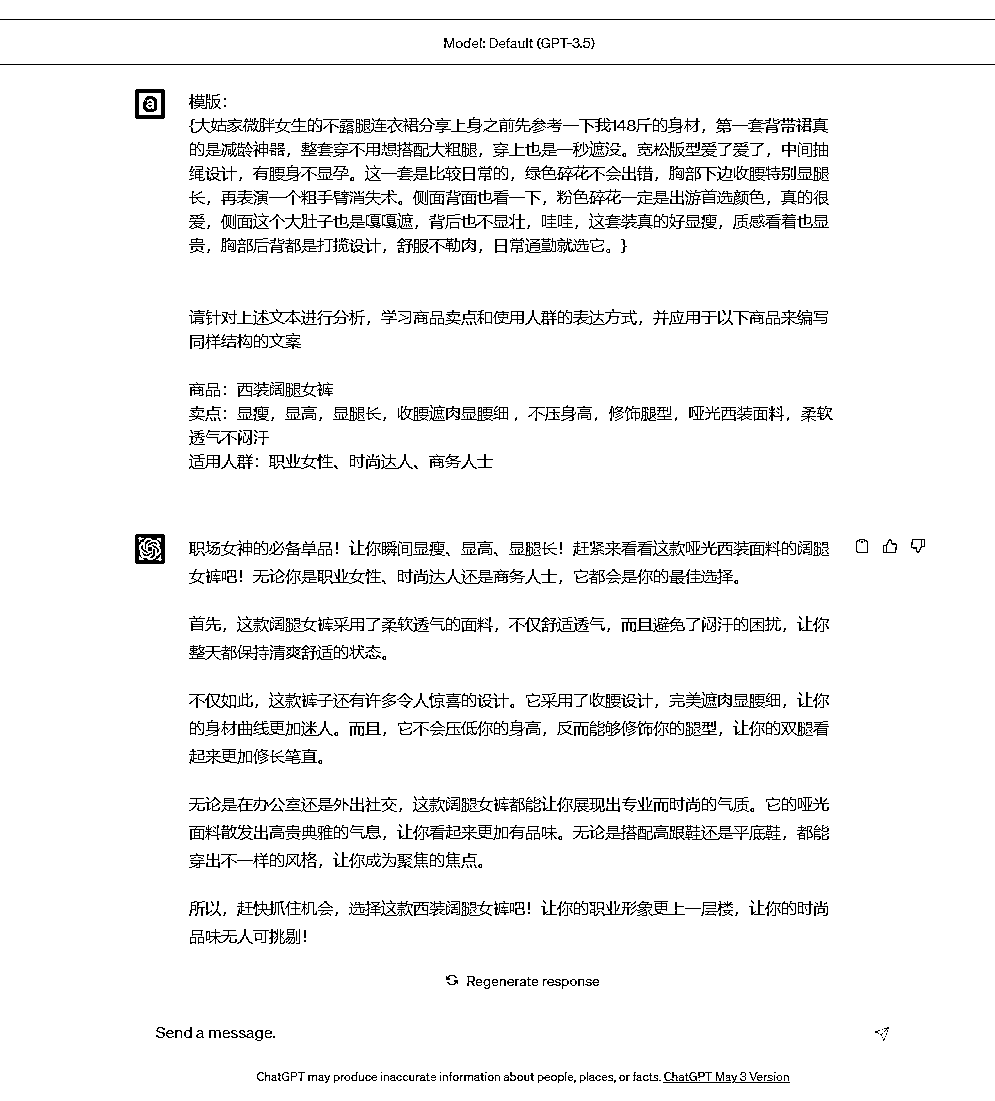 Model: Default (GPT-3.5)
模版：
{大姑家微胖女生的不露腿连衣裙分享上身之前先参考一下我148斤的身材，第一套背带裙真
的是减龄神器，整套穿不用想搭配大粗腿，穿上也是一秒遮没。宽松版型爱了爱了，中间抽
绳设计，有腰身不显孕。这一套是比较日常的，绿色碎花不会出错，胸部下边收腰特别显腿
长，再表演一个粗手臂消失术。侧面背面也看一下，粉色碎花一定是出游首选颜色，真的很
爱，侧面这个大肚子也是嘎嘎遮，背后也不显壮，哇哇，这套装真的好显瘦，质感看着也显
贵，胸部后背都是打揽设计，舒服不勒肉，日常通勤就选它。}
请针对上述文本进行分析，学习商品卖点和使用人群的表达方式，并应用于以下商品来编写
同样结构的文案
商品：西装阔腿女裤
卖点：显瘦，显高，显腿长，收腰遮肉显腰细，不压身高，修饰腿型，哑光西装面料，柔软
透气不闷汗
适用人群：职业女性、时尚达人、商务人士
职场女神的必备单品！让你瞬间显瘦、显高、显腿长！赶紧来看看这款哑光西装面料的阔腿
女裤吧！无论你是职业女性、时尚达人还是商务人士，它都会是你的最佳选择。
首先，这款阔腿女裤采用了柔软透气的面料，不仅舒适透气，而且避免了闷汗的困扰，让你
整天都保持清爽舒适的状态。
不仅如此，这款裤子还有许多令人惊喜的设计。它采用了收腰设计，完美遮肉显腰细，让你
的身材曲线更加迷人。而且，它不会压低你的身高，反而能够修饰你的腿型，让你的双腿看
起来更加修长笔直。
无论是在办公室还是外出社交，这款阔腿女裤都能让你展现出专业而时尚的气质。它的哑光
面料散发出高贵典雅的气息，让你看起来更加有品味。无论是搭配高跟鞋还是平底鞋，都能
穿出不一样的风格，让你成为聚焦的焦点。
所以，赶快抓住机会，选择这款西装阔腿女裤吧！让你的职业形象更上一层楼，让你的时尚
品味无人可挑剔！
Regenerate response
Send a message.
ChatGPT may produce inaccurate information about people, places, or facts. ChatGPT May 3 Version